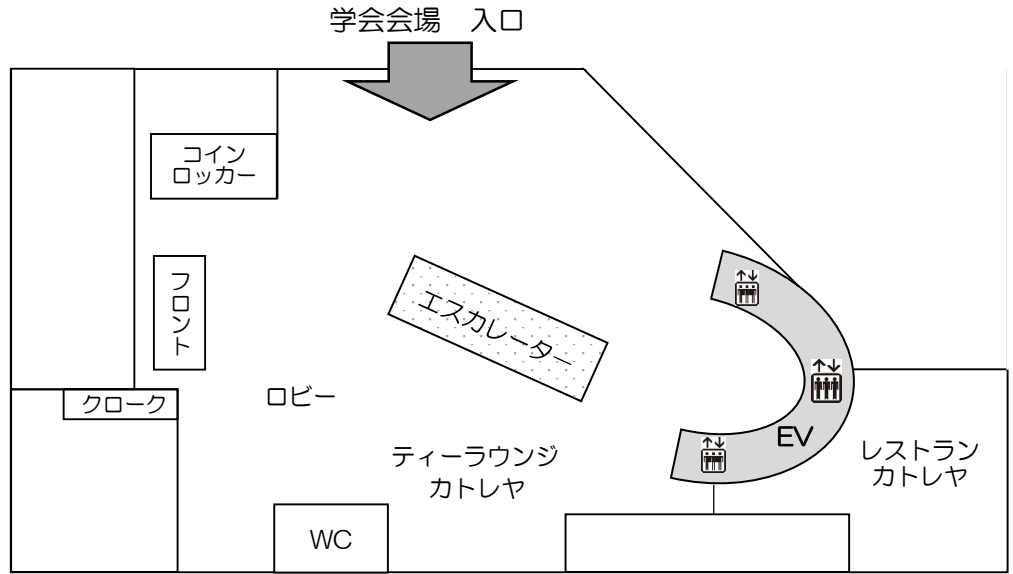 学会会場　入口
コイン
ロッカー
フロント
エスカレーター
クローク
ロビー
EV
ティーラウンジ
カトレヤ
レストラン
カトレヤ
WC